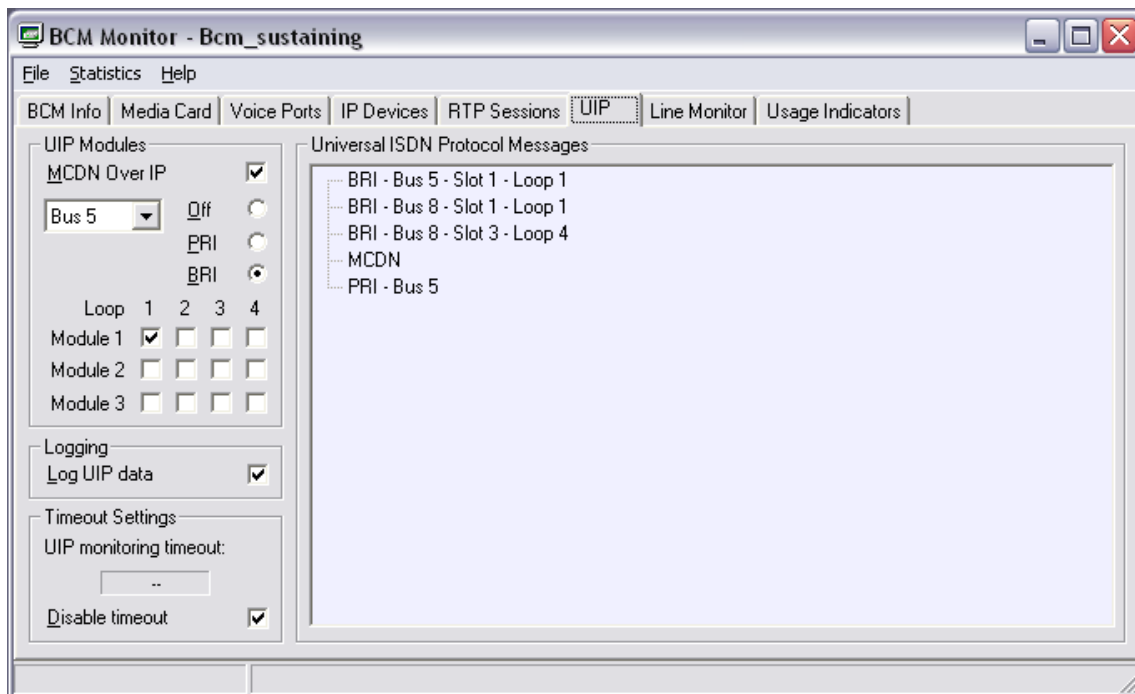 BCM Monitor - Bcm_sustaining
File Statistics Help
BCM Info Media Card Voice Ports IP Devices RTP Sessions UIP Line Monitor Usage Indicators
UIP Modules
MCDN Over IP
Bus 5 Off
PRI
BRI
Loop 1 2 3 4
Module 1
Module 2
Module 3
Logging
Log UIP data
Timeout Settings
UIP monitoring timeout:
--
Disable timeout
Universal ISDN Protocol Messages
BRI - Bus 5 - Slot 1 - Loop 1
BRI - Bus 8 - Slot 1 - Loop 1
BRI - Bus 8 - Slot 3 - Loop 4
MCDN
PRI - Bus 5